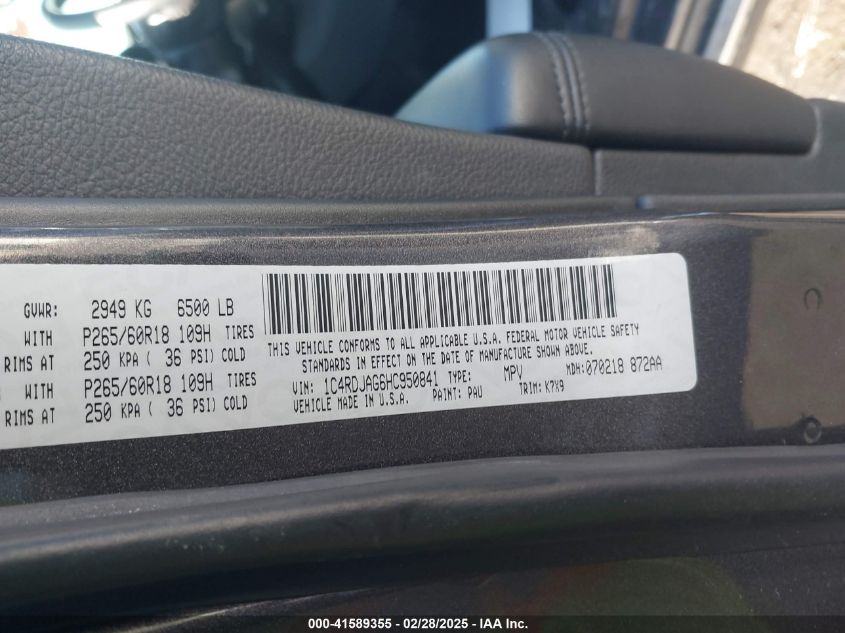 GVWR: 2949 KG 6500 LB
WITH P265/60R18 109H TIRES
RIMS AT 250 KPA ( 36 PSI) COLD
WITH P265/60R18 109H TIRES
RIMS AT 250 KPA ( 36 PSI) COLD
THIS VEHICLE CONFORMS TO ALL APPLICABLE U.S.A. FEDERAL MOTOR VEHICLE SAFETY
STANDARDS IN EFFECT ON THE DATE OF MANUFACTURE SHOWN ABOVE.
VIN: 1C4RDJAG6HC950841 TYPE: MPV MDH: 070218 872AA
VEHICLE MADE IN U.S.A. PAINT: PAU TRIM: K7X9
000-41589355 - 02/28/2025 - IAA Inc.